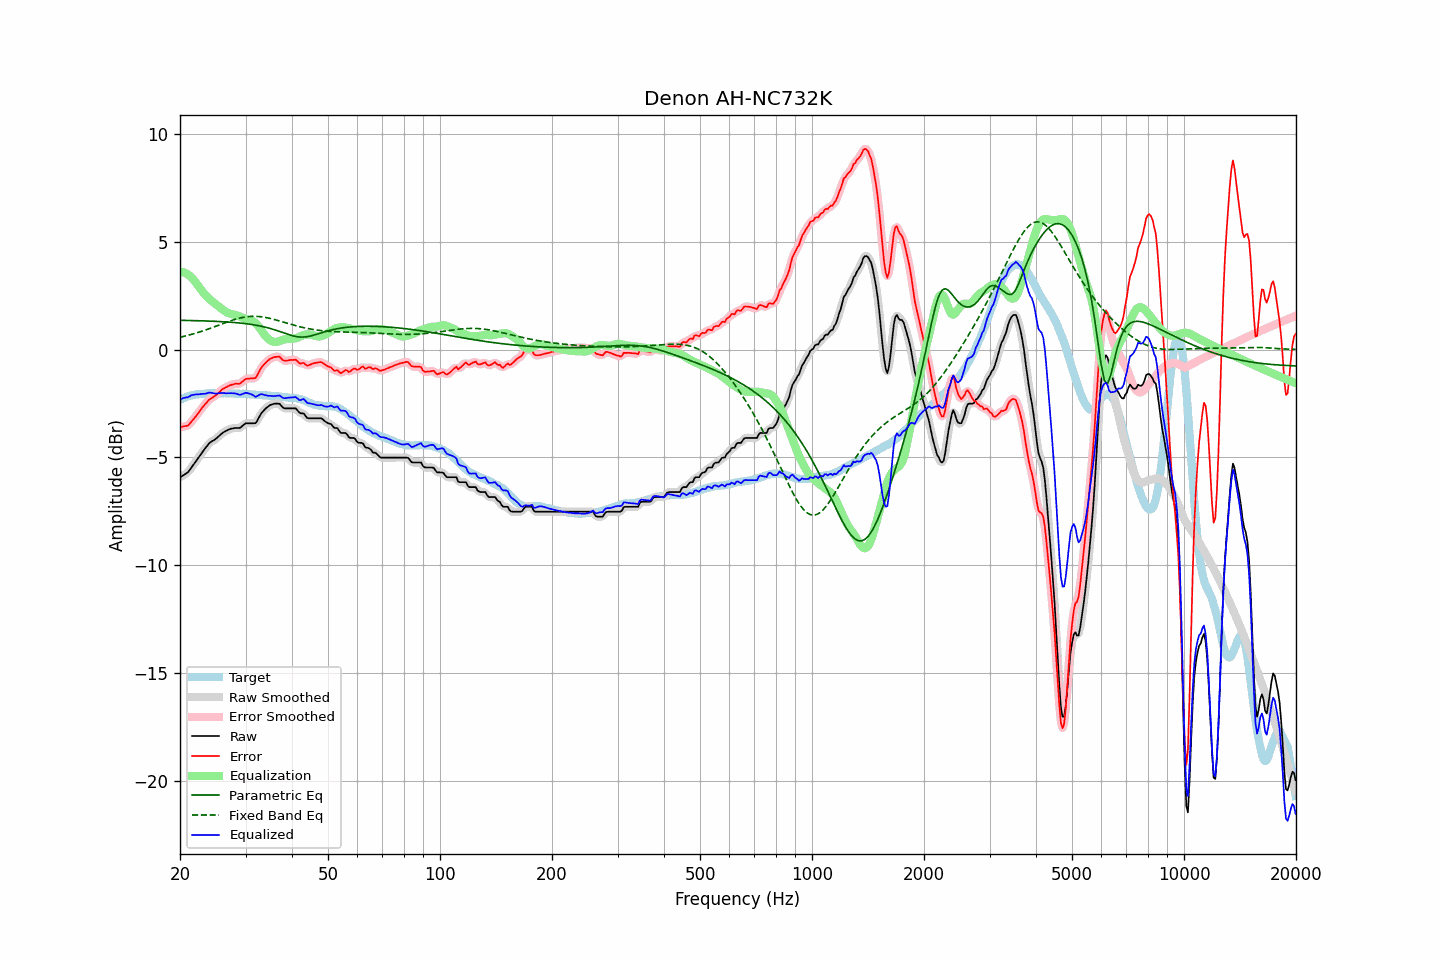 Denon AH-NC732K
10
5
0
−5
−10
−15
−20
Amplitude (dBr)
Target
Raw Smoothed
Error Smoothed
Raw
Error
Equalization
Parametric Eq
Fixed Band Eq
Equalized
20
50
100
200
500
1000
2000
5000
10000
20000
Frequency (Hz)